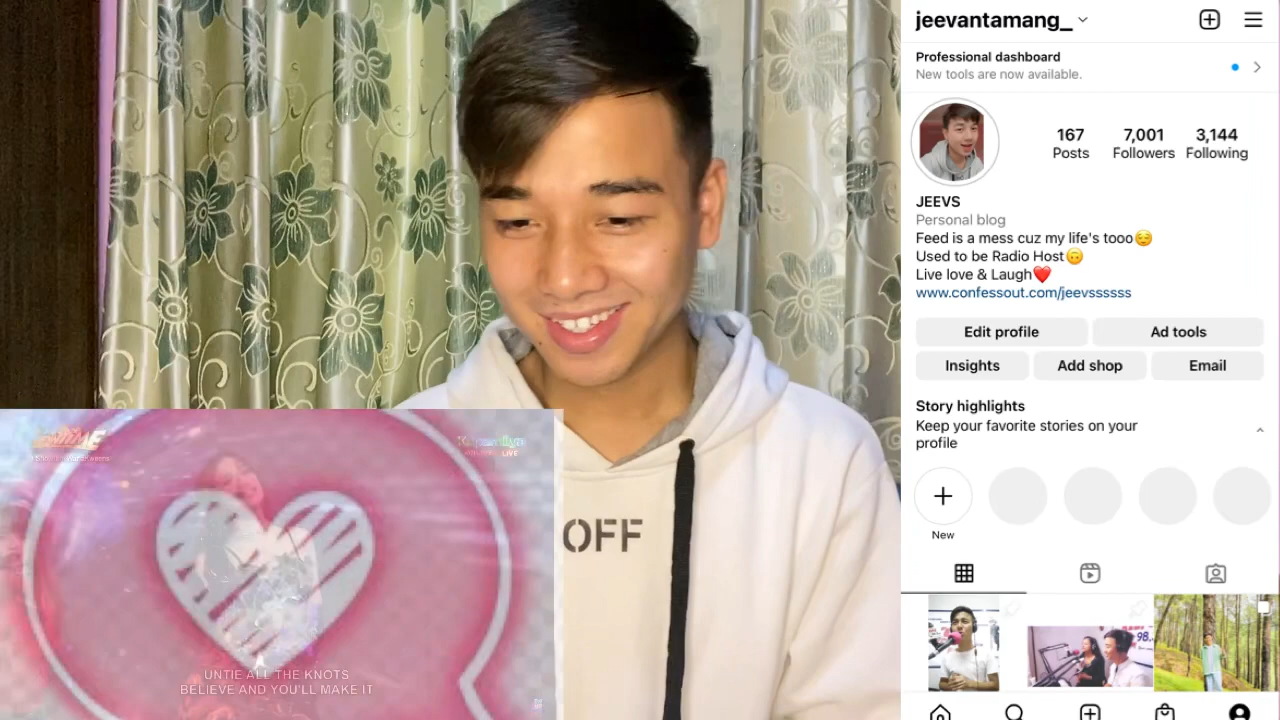 jeevantamang_
Professional dashboard
New tools are now available.
167
Posts
7,001
Followers
3,144
Following
JEEVS
Personal blog
Feed is a mess cuz my life's tooo😌
Used to be Radio Host🙃
Live love & Laugh❤️
www.confessout.com/jeevssssss
Edit profile
Ad tools
Insights
Add shop
Email
Story highlights
Keep your favorite stories on your
profile
New
OFF
LIVE
UNTIE ALL THE KNOTS
BELIEVE AND YOU'LL MAKE IT
98.